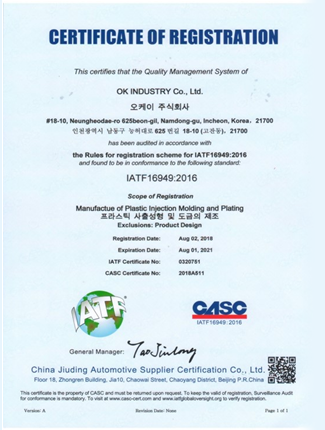 CERTIFICATE OF REGISTRATION
This certifies that the Quality Management System of
OK INDUSTRY Co., Ltd.
오케이 주식회사
#18-10, Neungheodae-ro 625beon-gil, Namdong-gu, Incheon, Korea. 21700
인천광역시 남동구 능허대로 625 번길 18-10 (고잔동). 21700
has been audited in accordance with
the Rules for registration scheme for IATF16949:2016
and found to be in conformance to the following standard:
IATF16949:2016
Scope of Registration
Manufactue of Plastic Injection Molding and Plating
프라스틱 사출성형 및 도금의 제조
Exclusions: Product Design
Registration Date: Aug 02, 2018
Expiration Date: Aug 01, 2021
IATF Certificate No: 0320751
CASC Certificate No: 2018A511
IATF
CASC
IATF16949: 2016
General Manager: Tao Jinlong
China Jiuding Automotive Supplier Certification Co., Ltd.
Floor 18, Zhongren Building, Jia10, Chaowai Street, Chaoyang District, Beijing P.R.China
This certificate is the property of CASC and must be returned upon request. To keep the validity of registration, Surveillance Audit
for conformance is mandatory. To visit at www.casc-cert.com and www.iatfglobaloversight.org to verify registration.
Version: A Revision Date: None Page 1 of 1